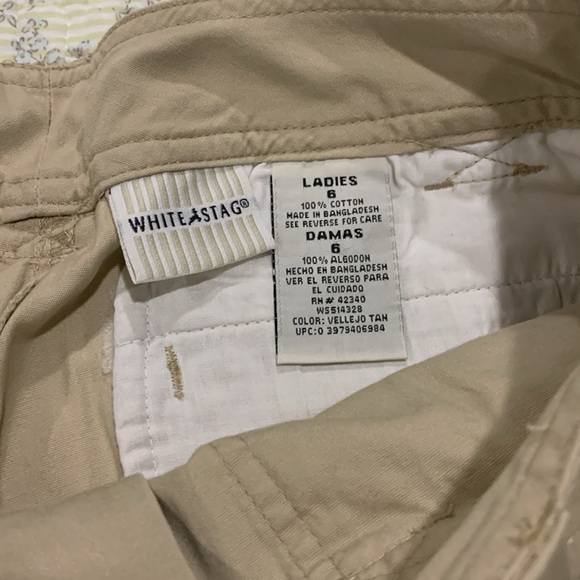 WHITE STAG®
LADIES
6
100% COTTON
MADE IN BANGLADESH
SEE REVERSE FOR CARE
DAMAS
6
100% ALGODON
HECHO EN BANGLADESH
VER EL REVERSO PARA
EL CUIDADO
RN# 42340
WS514328
COLOR: VELLEJO TAN
UPC:0 3979406984